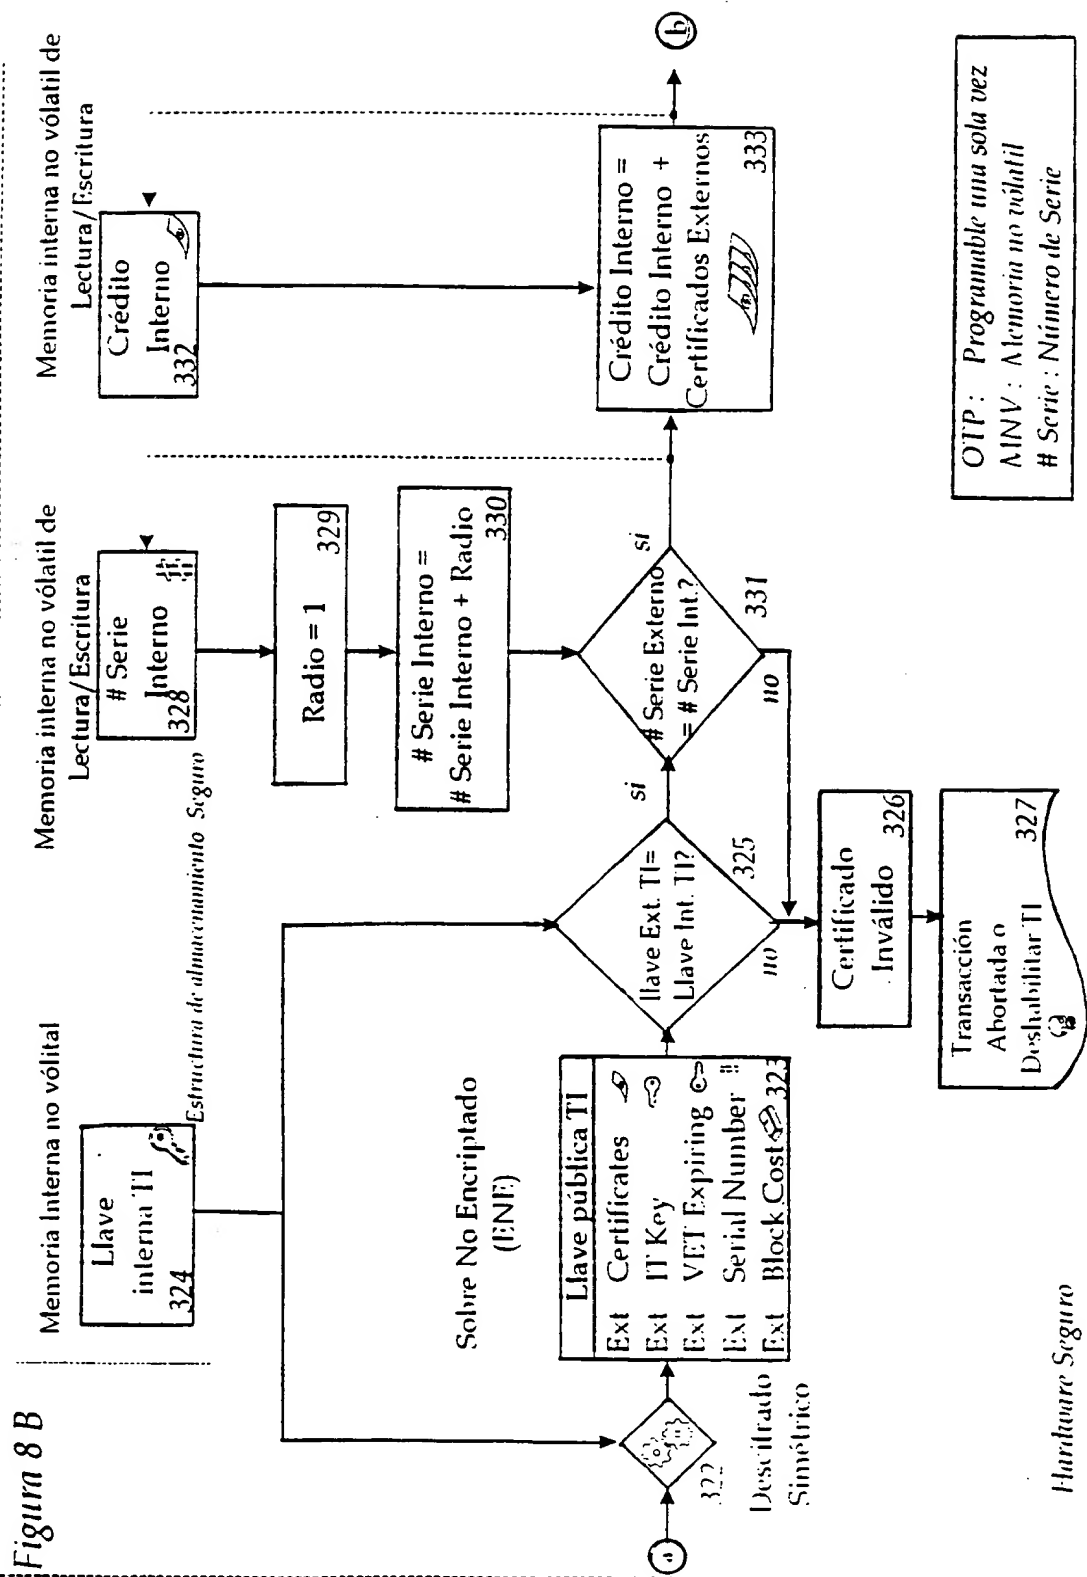 Figura 8 B
Memoria Interna no vólital
Llave
interna TI
324
Estructura de almacenamiento Seguro
Memoria interna no vólatil de
Lectura/Escritura
# Serie
Interno
328
Radio = 1
329
# Serie Interno =
# Serie Interno + Radio
330
Memoria interna no vólatil de
Lectura/Escritura
Crédito
Interno
332
a
322
Descifrado
Simétrico
Sobre No Encriptado
(ENE)
Llave pública TI
Ext Certificates
Ext IT Key
Ext VET Expiring
Ext Serial Number
Ext Block Cost
323
llave Ext. TI=
Llave Int. TI?
325
si
no
# Serie Externo
= # Serie Int.?
331
si
no
Crédito Interno =
Crédito Interno +
Certificados Externos
333
b
Certificado
Inválido
326
Transacción
Abortada o
Deshabilitar TI
327
OTP : Programable una sola vez
MNV : Memoria no vólatil
# Serie : Número de Serie
Hardware Seguro